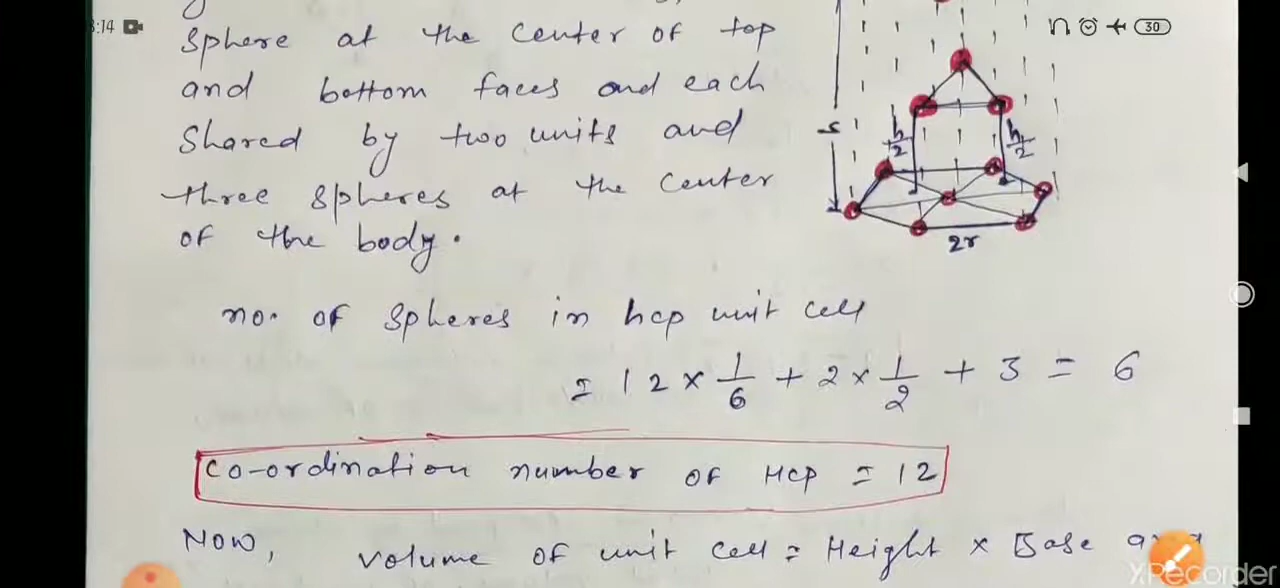 :14
30
Sphere at the center of top
and bottom faces and each
Shared by two units and
three spheres at the center
of the body.
h/2
h/2
2r
no. of spheres in hcp unit cell
= 12 x 1/6 + 2 x 1/2 + 3 = 6
Co-ordination number of Hcp = 12
Now, volume of unit cell = Height x Base
XRecorder